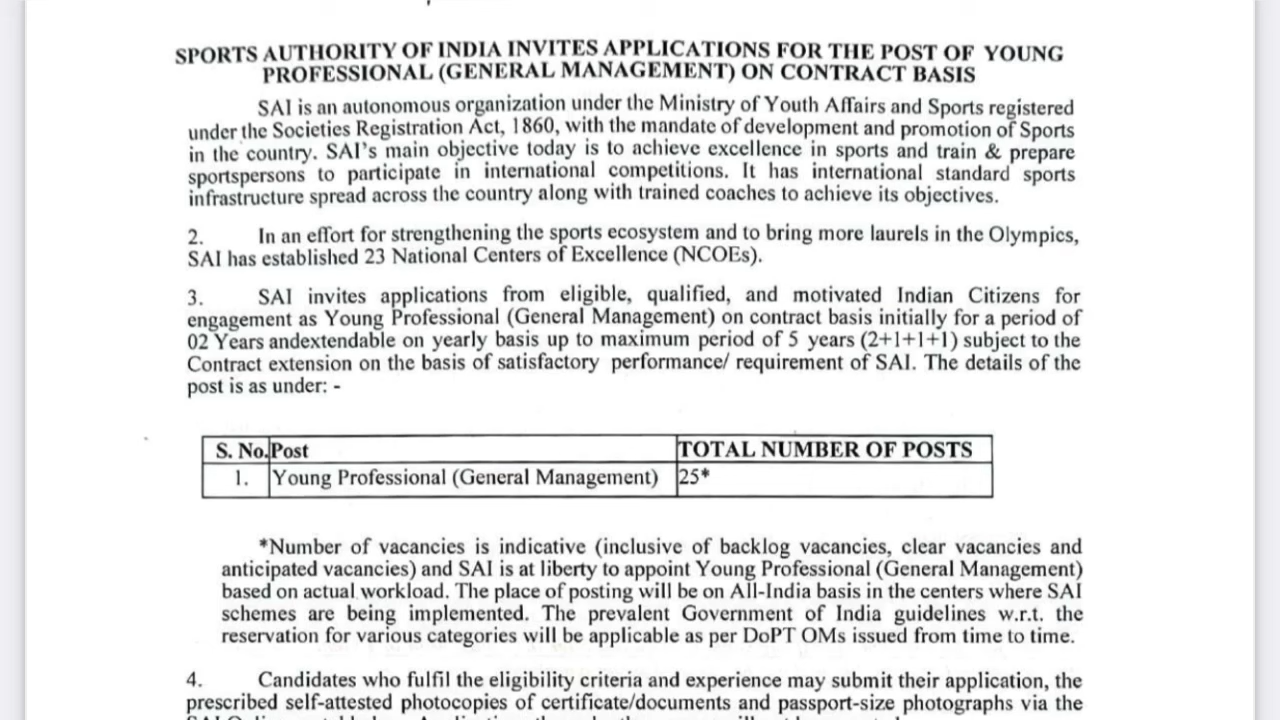 SPORTS AUTHORITY OF INDIA INVITES APPLICATIONS FOR THE POST OF YOUNG
PROFESSIONAL (GENERAL MANAGEMENT) ON CONTRACT BASIS
SAI is an autonomous organization under the Ministry of Youth Affairs and Sports registered
under the Societies Registration Act, 1860, with the mandate of development and promotion of Sports
in the country. SAI's main objective today is to achieve excellence in sports and train & prepare
sportspersons to participate in international competitions. It has international standard sports
infrastructure spread across the country along with trained coaches to achieve its objectives.
2. In an effort for strengthening the sports ecosystem and to bring more laurels in the Olympics,
SAI has established 23 National Centers of Excellence (NCOEs).
3. SAI invites applications from eligible, qualified, and motivated Indian Citizens for
engagement as Young Professional (General Management) on contract basis initially for a period of
02 Years andextendable on yearly basis up to maximum period of 5 years (2+1+1+1) subject to the
Contract extension on the basis of satisfactory performance/ requirement of SAI. The details of the
post is as under: -
S. No. Post TOTAL NUMBER OF POSTS
1. Young Professional (General Management) 25*
*Number of vacancies is indicative (inclusive of backlog vacancies, clear vacancies and
anticipated vacancies) and SAI is at liberty to appoint Young Professional (General Management)
based on actual workload. The place of posting will be on All-India basis in the centers where SAI
schemes are being implemented. The prevalent Government of India guidelines w.r.t. the
reservation for various categories will be applicable as per DoPT OMs issued from time to time.
4. Candidates who fulfil the eligibility criteria and experience may submit their application, the
prescribed self-attested photocopies of certificate/documents and passport-size photographs via the